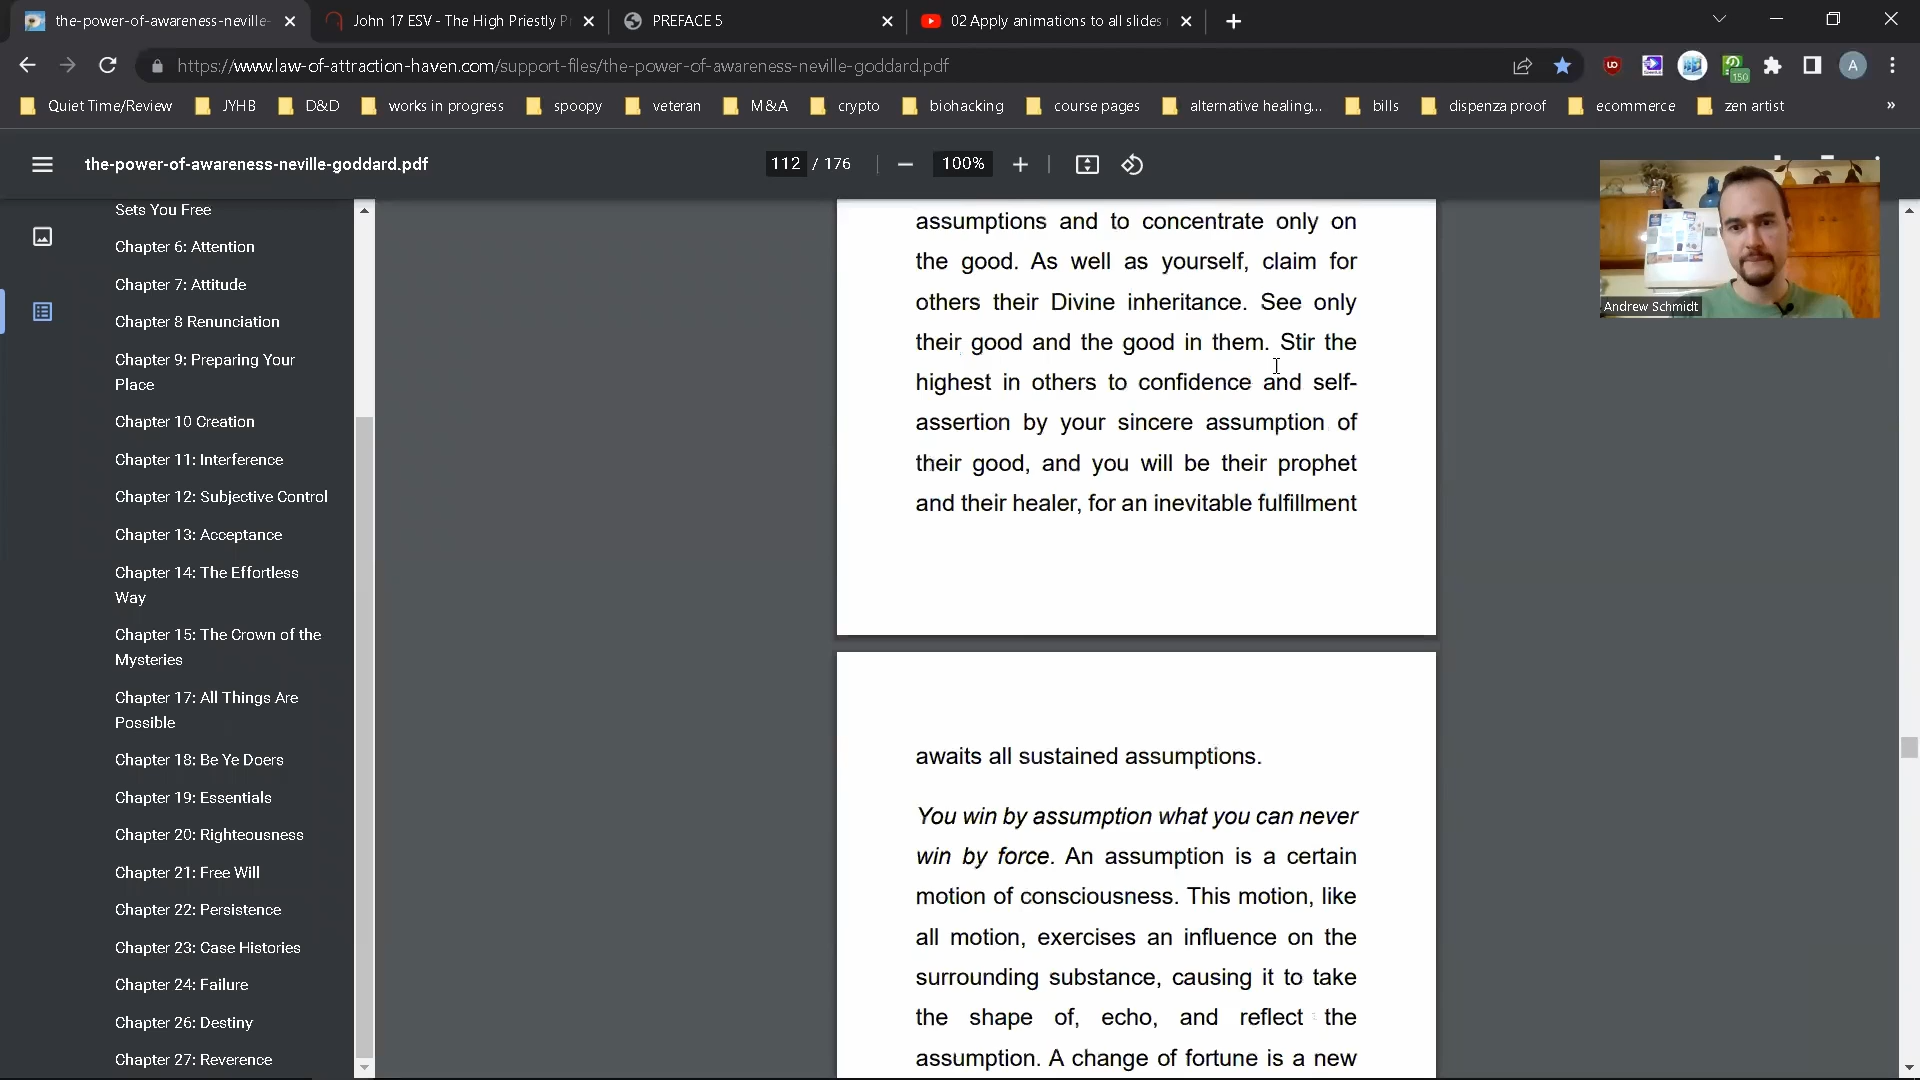 the-power-of-awareness-neville-
John 17 ESV - The High Priestly P
PREFACE 5
02 Apply animations to all slides
https://www.law-of-attraction-haven.com/support-files/the-power-of-awareness-neville-goddard.pdf
150
A
Quiet Time/Review
JYHB
D&D
works in progress
spoopy
veteran
M&A
crypto
biohacking
course pages
alternative healing...
bills
dispenza proof
ecommerce
zen artist
»
the-power-of-awareness-neville-goddard.pdf
112 / 176
100%
Sets You Free
Chapter 6: Attention
Chapter 7: Attitude
Chapter 8 Renunciation
Chapter 9: Preparing Your
Place
Chapter 10 Creation
Chapter 11: Interference
Chapter 12: Subjective Control
Chapter 13: Acceptance
Chapter 14: The Effortless
Way
Chapter 15: The Crown of the
Mysteries
Chapter 17: All Things Are
Possible
Chapter 18: Be Ye Doers
Chapter 19: Essentials
Chapter 20: Righteousness
Chapter 21: Free Will
Chapter 22: Persistence
Chapter 23: Case Histories
Chapter 24: Failure
Chapter 26: Destiny
Chapter 27: Reverence
assumptions and to concentrate only on
the good. As well as yourself, claim for
others their Divine inheritance. See only
their good and the good in them. Stir the
highest in others to confidence and self-
assertion by your sincere assumption of
their good, and you will be their prophet
and their healer, for an inevitable fulfillment
awaits all sustained assumptions.
You win by assumption what you can never
win by force. An assumption is a certain
motion of consciousness. This motion, like
all motion, exercises an influence on the
surrounding substance, causing it to take
the shape of, echo, and reflect the
assumption. A change of fortune is a new
Andrew Schmidt